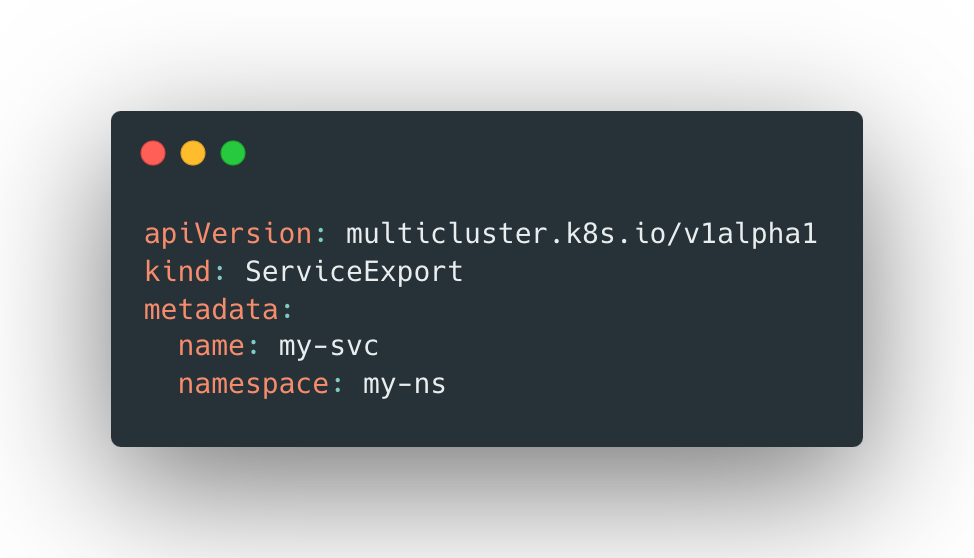 apiVersion: multicluster.k8s.io/v1alpha1
kind: ServiceExport
metadata:
  name: my-svc
  namespace: my-ns